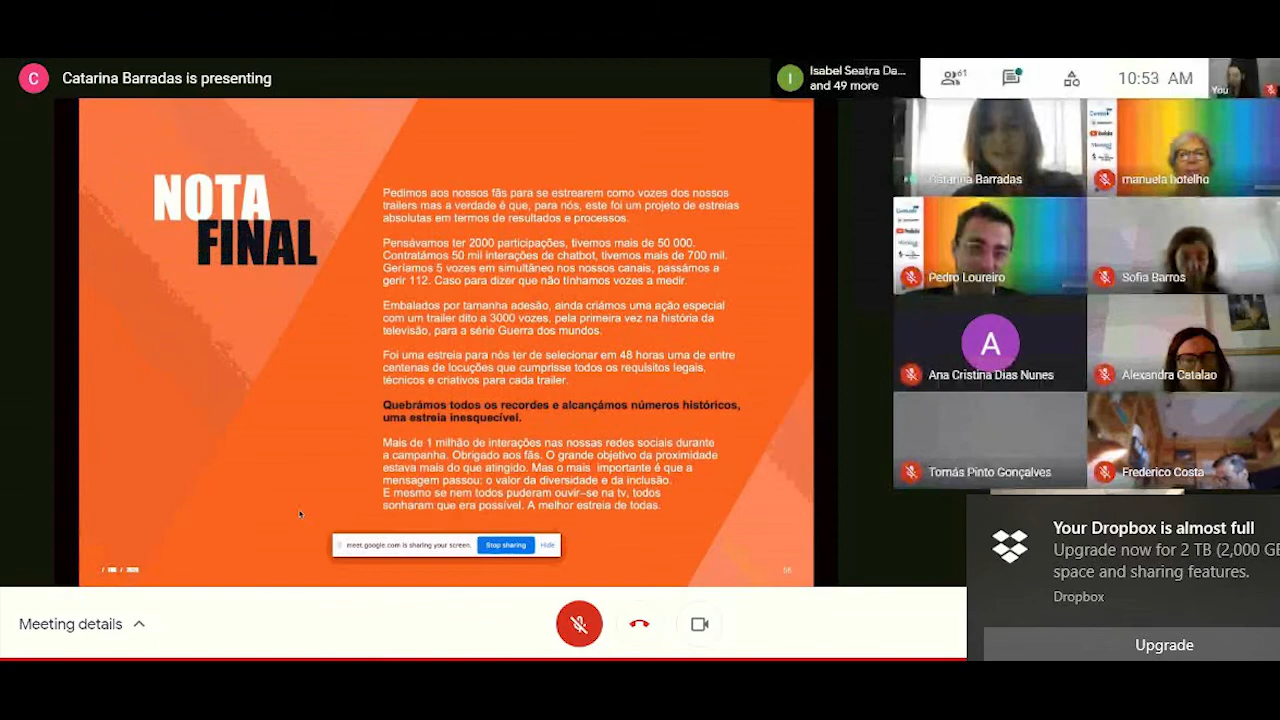 C
Catarina Barradas is presenting
I
Isabel Seatra Da...
and 49 more
61
10:53 AM
You
NOTA
FINAL
Pedimos aos nossos fãs para se estrearem como vozes dos nossos
trailers mas a verdade é que, para nós, este foi um projeto de estreias
absolutas em termos de resultados e processos.
Pensávamos ter 2000 participações, tivemos mais de 50 000.
Contratámos 50 mil interações de chatbot, tivemos mais de 700 mil.
Geríamos 5 vozes em simultâneo nos nossos canais, passámos a
gerir 112. Caso para dizer que não tínhamos vozes a medir.
Embalados por tamanha adesão, ainda criámos uma ação especial
com um trailer dito a 3000 vozes, pela primeira vez na história da
televisão, para a série Guerra dos mundos.
Foi uma estreia para nós ter de selecionar em 48 horas uma de entre
centenas de locuções que cumprisse todos os requisitos legais,
técnicos e criativos para cada trailer.
Quebrámos todos os recordes e alcançámos números históricos,
uma estreia inesquecível.
Mais de 1 milhão de interações nas nossas redes sociais durante
a campanha. Obrigado aos fãs. O grande objetivo da proximidade
estava mais do que atingido. Mas o mais importante é que a
mensagem passou: o valor da diversidade e da inclusão.
E mesmo se nem todos puderam ouvir–se na tv, todos
sonharam que era possível. A melhor estreia de todas.
meet.google.com is sharing your screen.
Stop sharing
Hide
56
Catarina Barradas
manuela botelho
Pedro Loureiro
Sofia Barros
A
Ana Cristina Dias Nunes
Alexandra Catalao
Tomás Pinto Gonçalves
Frederico Costa
Your Dropbox is almost full
Upgrade now for 2 TB (2,000 GE
space and sharing features.
Dropbox
Upgrade
Meeting details